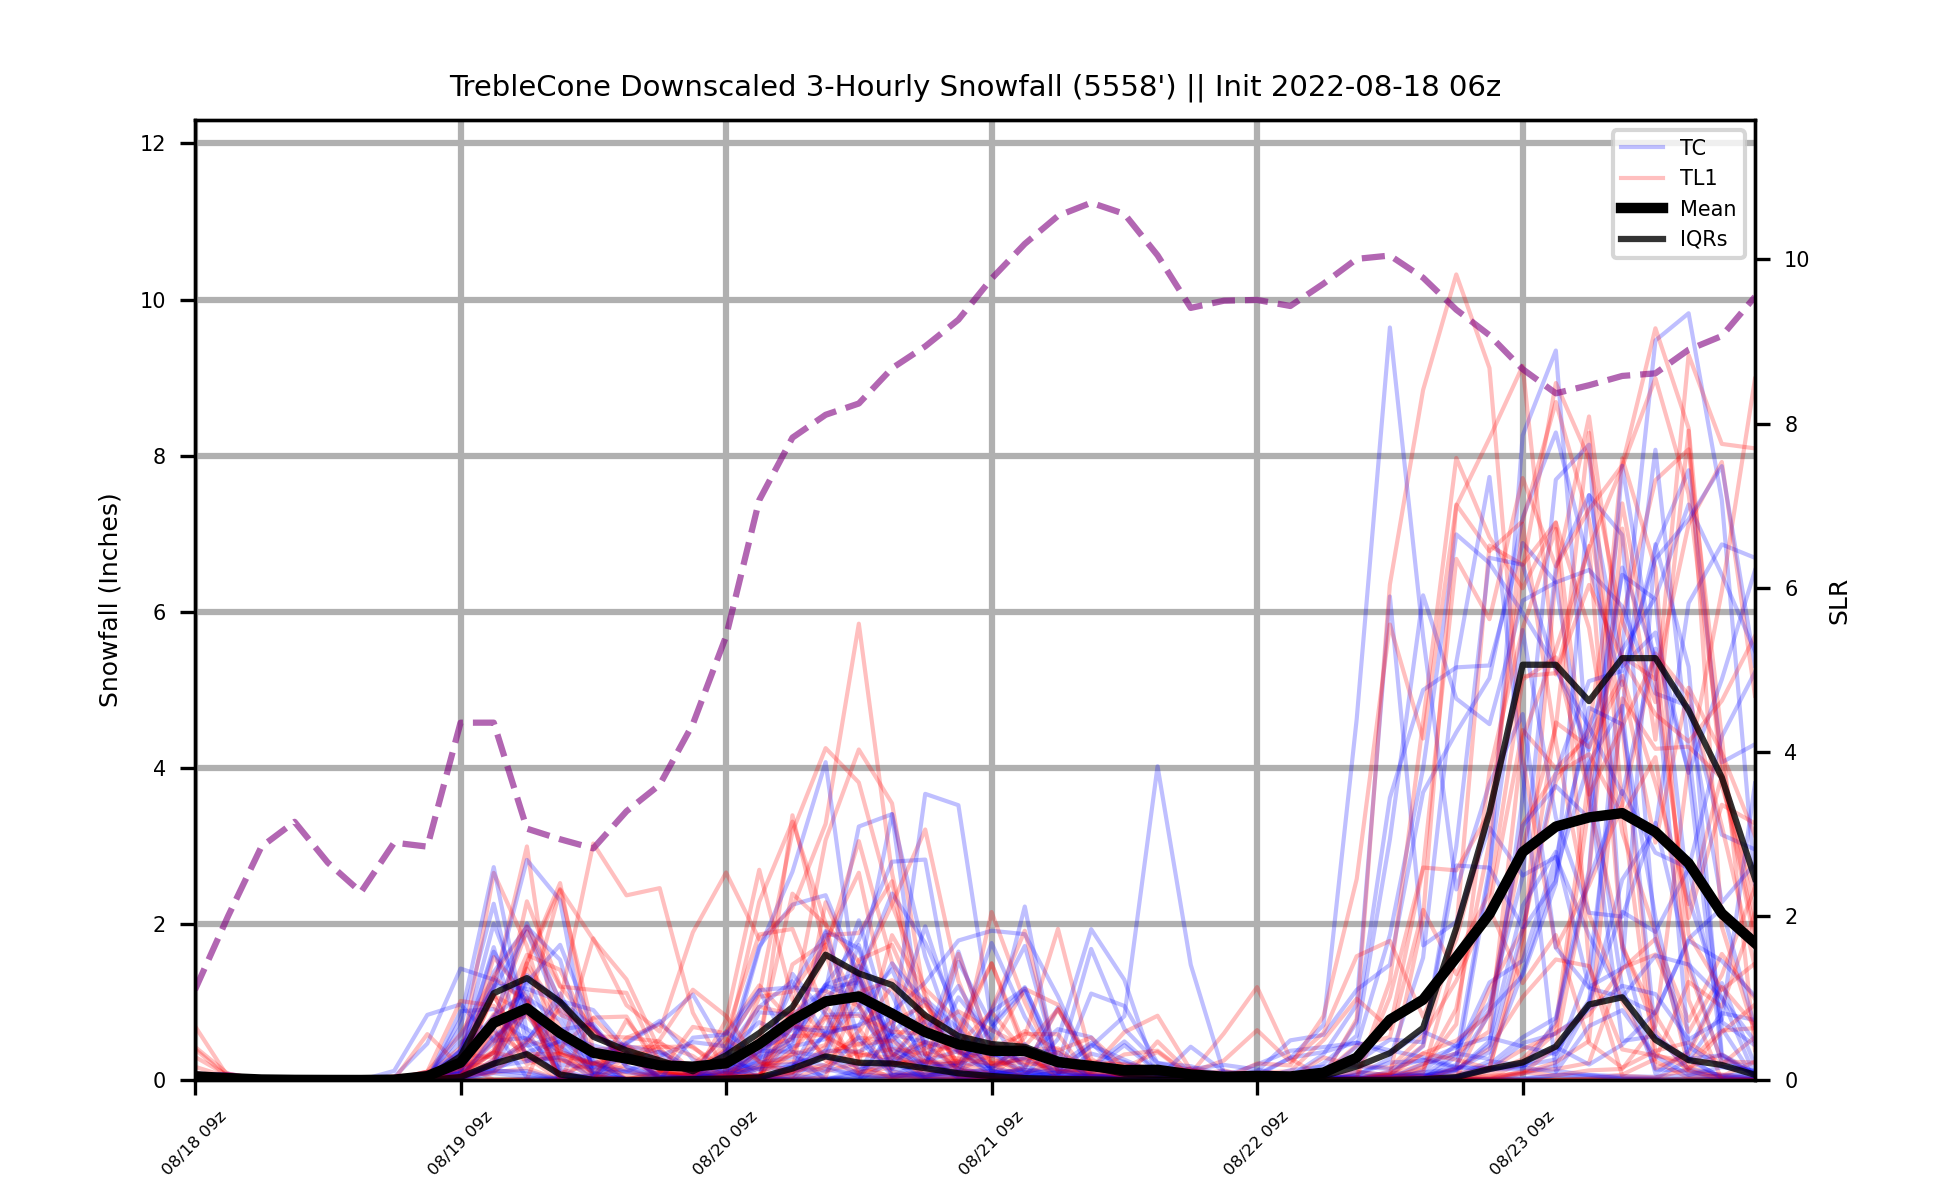 TrebleCone Downscaled 3-Hourly Snowfall (5558') || Init 2022-08-18 06z
TC
TL1
Mean
IQRs
Snowfall (Inches)
12
10
8
6
4
2
0
SLR
10
8
6
4
2
0
08/18 09z
08/19 09z
08/20 09z
08/21 09z
08/22 09z
08/23 09z